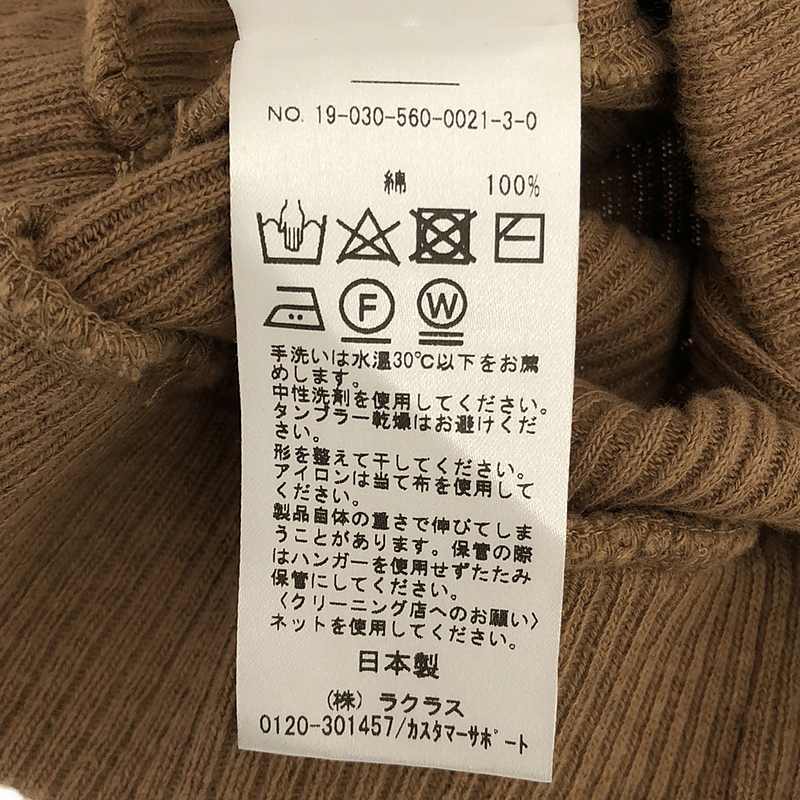 NO. 19-030-560-0021-3-0
綿 100%
F W
手洗いは水温30℃以下をお薦
めします。
中性洗剤を使用してください。
タンブラー乾燥はお避けくだ
さい。
形を整えて干してください。
アイロンは当て布を使用して
ください。
製品自体の重さで伸びてしま
うことがあります。保管の際
はハンガーを使用せずたたみ
保管にしてください。
〈クリーニング店へのお願い〉
ネットを使用してください。
日本製
(株) ラクラス
0120-301457/カスタマーサポート